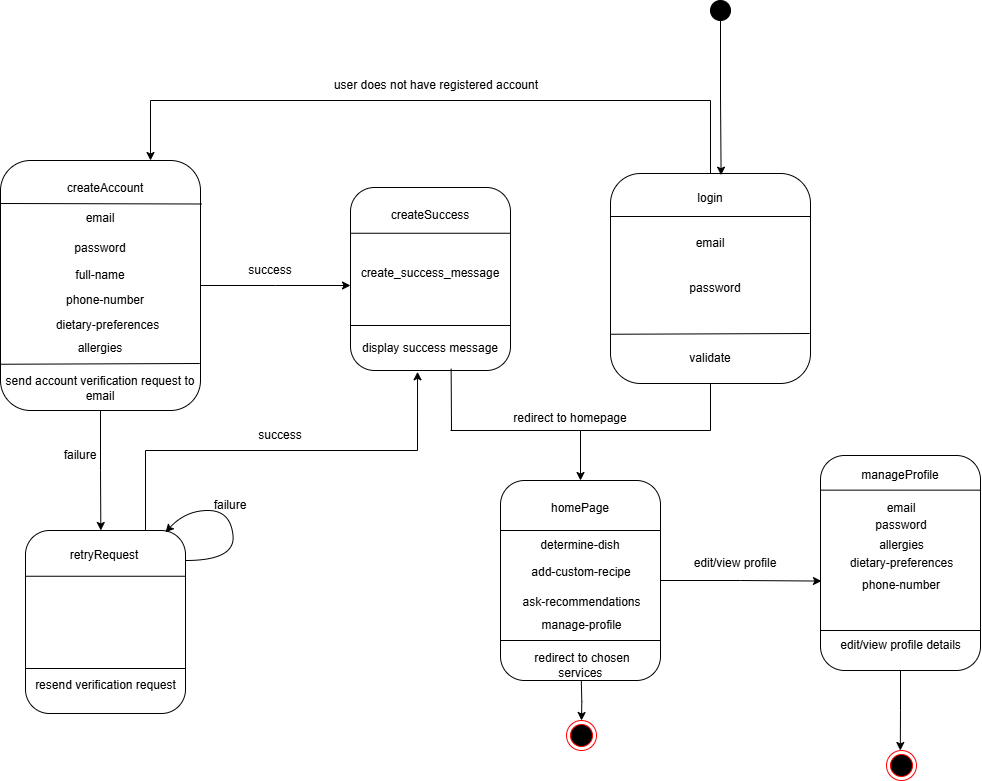 user does not have registered account
createAccount
email
password
full-name
phone-number
dietary-preferences
allergies
send account verification request to
email
success
createSuccess
create_success_message
display success message
login
email
password
validate
failure
success
redirect to homepage
failure
retryRequest
resend verification request
homePage
determine-dish
add-custom-recipe
ask-recommendations
manage-profile
redirect to chosen
services
edit/view profile
manageProfile
email
password
allergies
dietary-preferences
phone-number
edit/view profile details